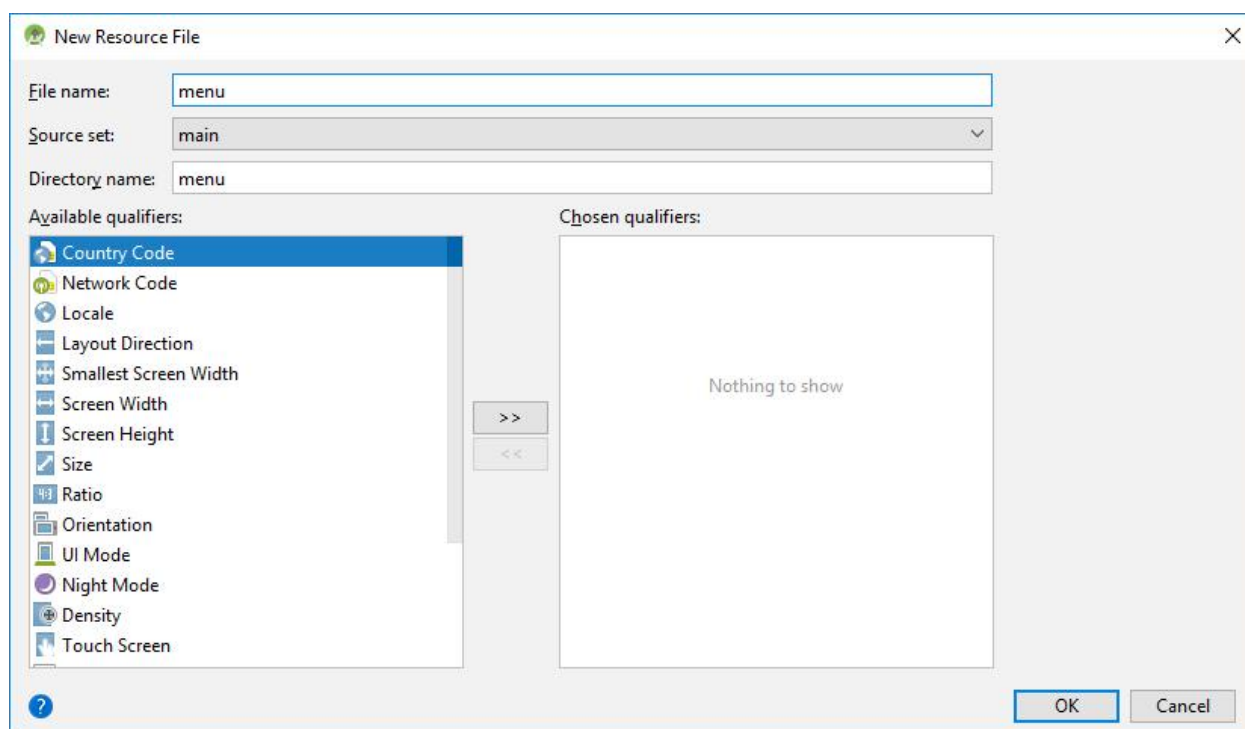 New Resource File
File name: menu
Source set: main
Directory name: menu
Available qualifiers: Chosen qualifiers:
Country Code
Network Code
Locale
Layout Direction
Smallest Screen Width
Screen Width
Nothing to show
>>
Screen Height
<<
Size
4:3 Ratio
Orientation
UI Mode
Night Mode
Density
Touch Screen
?
OK Cancel